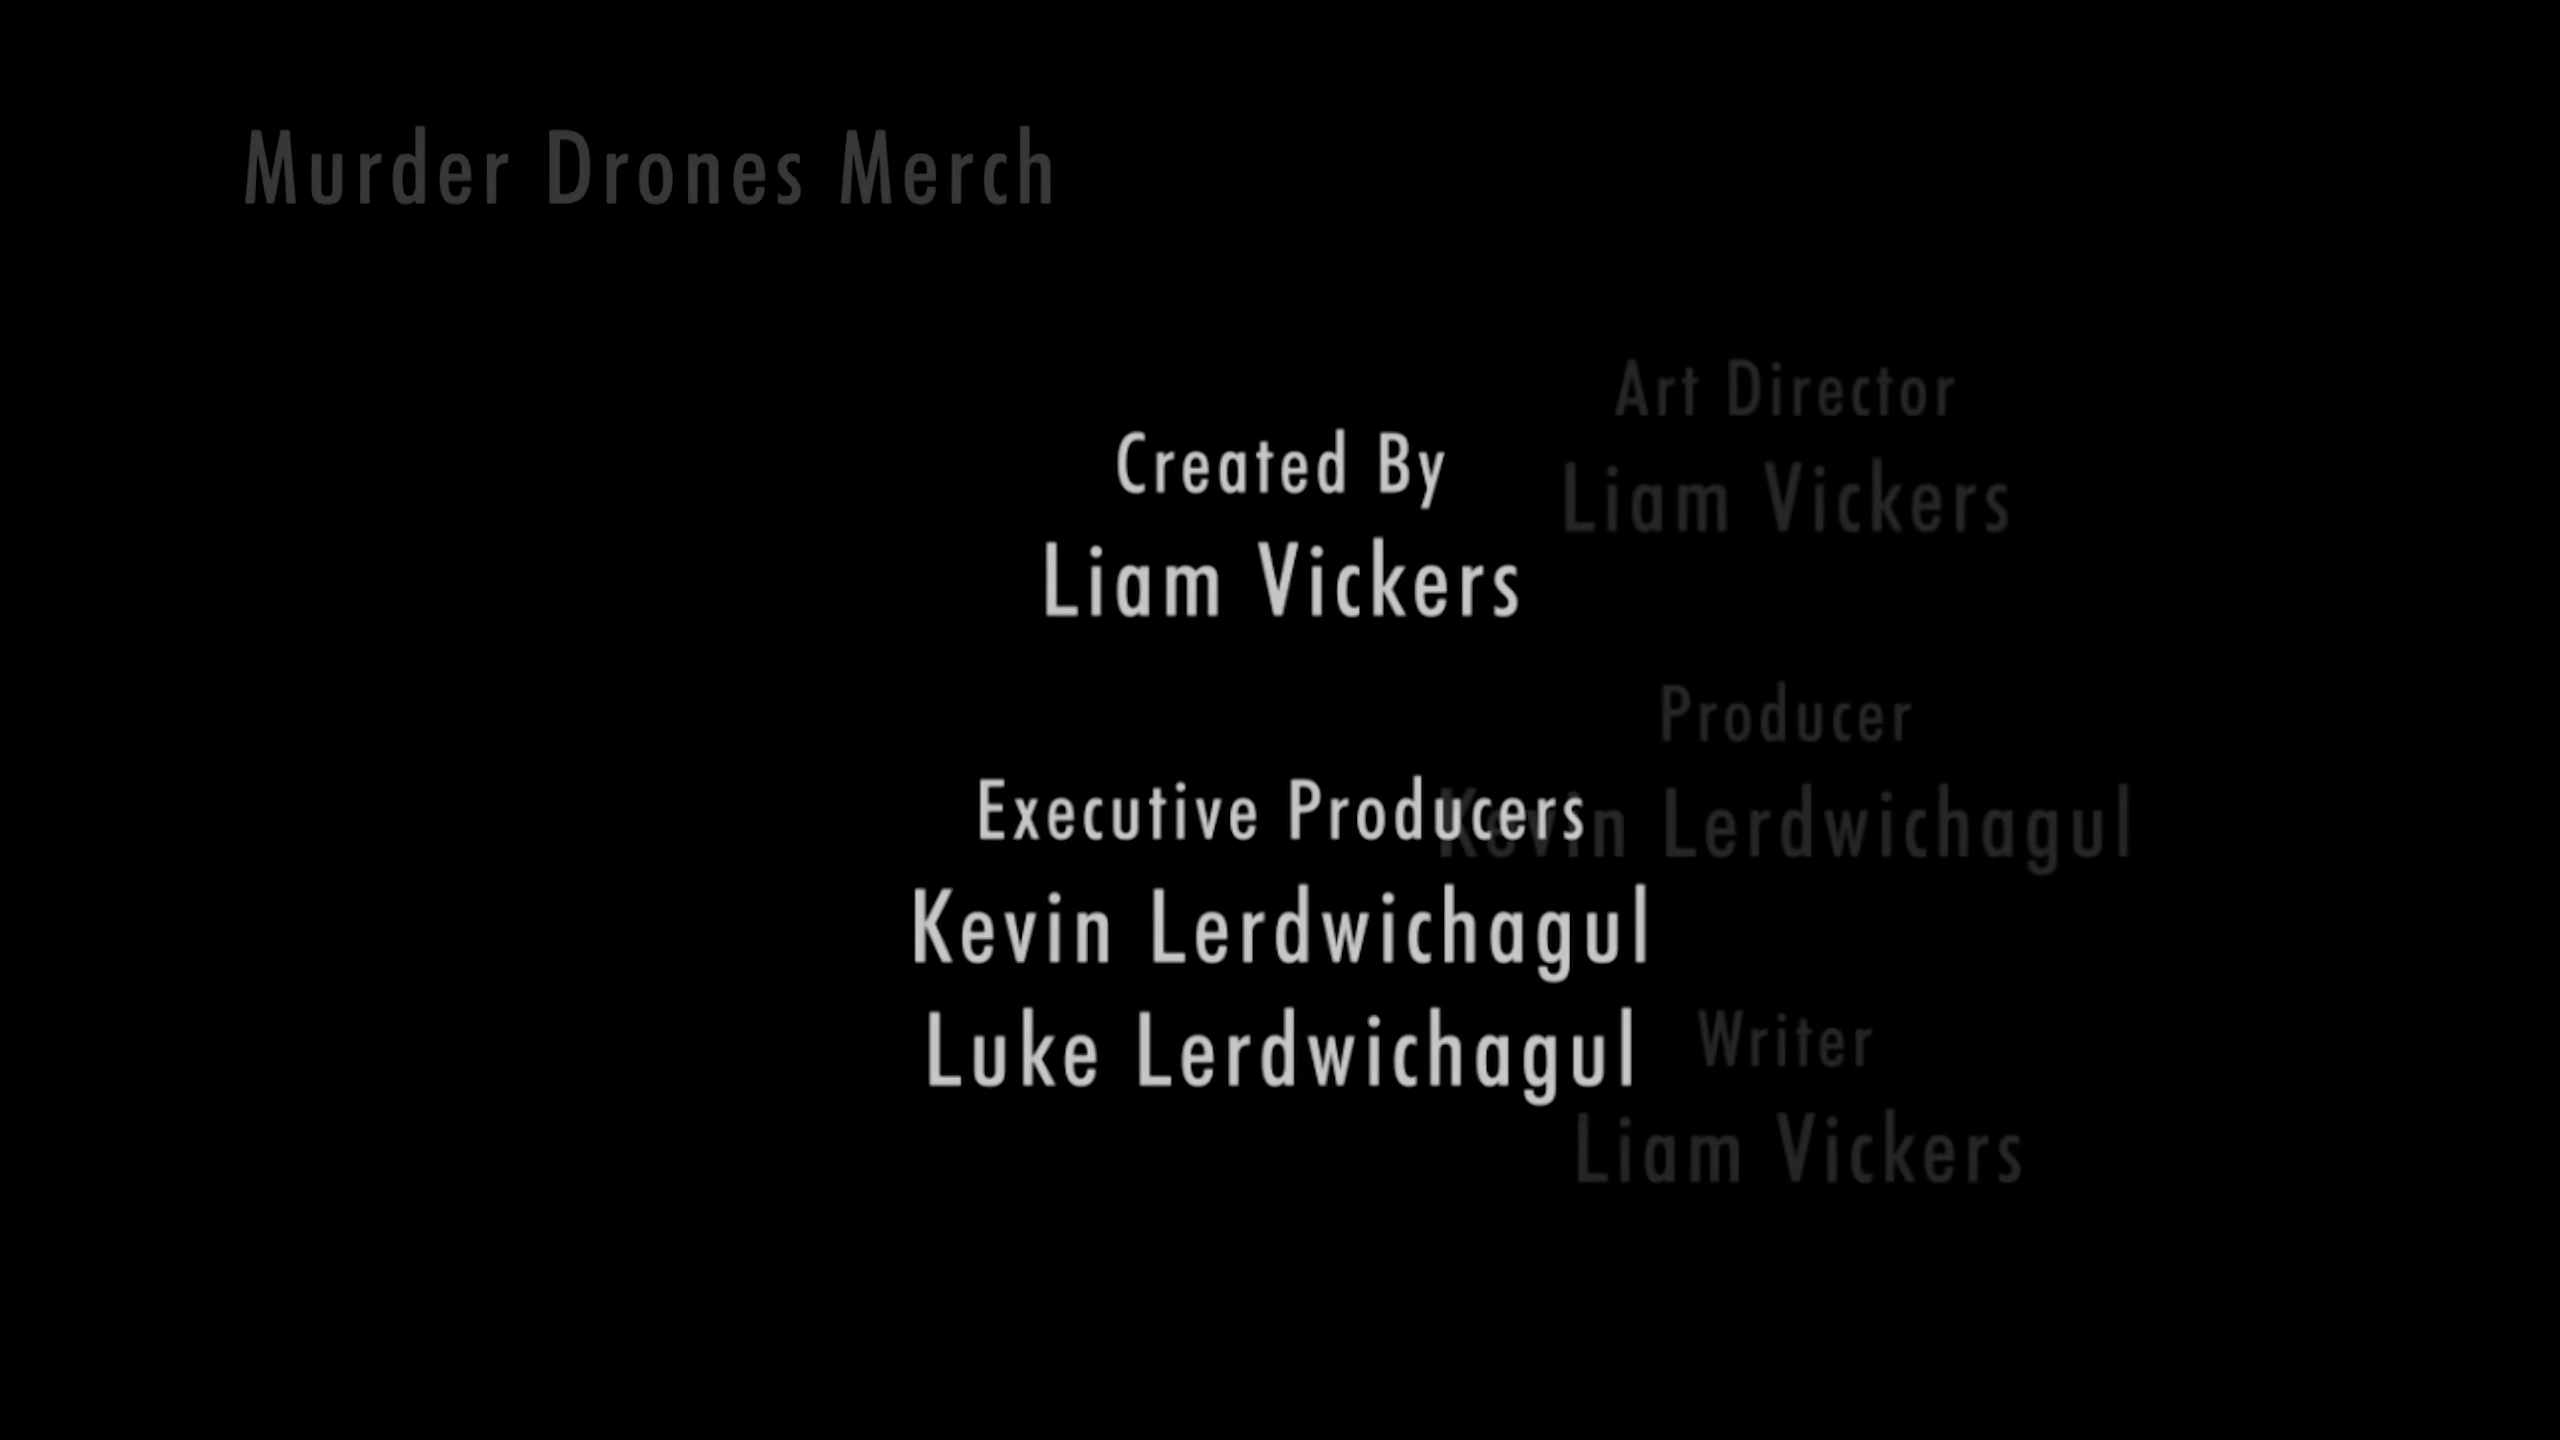 Murder Drones Merch
Created By
Liam Vickers
Executive Producers
Kevin Lerdwichagul
Luke Lerdwichagul
Art Director
Liam Vickers
Producer
Kevin Lerdwichagul
Writer
Liam Vickers